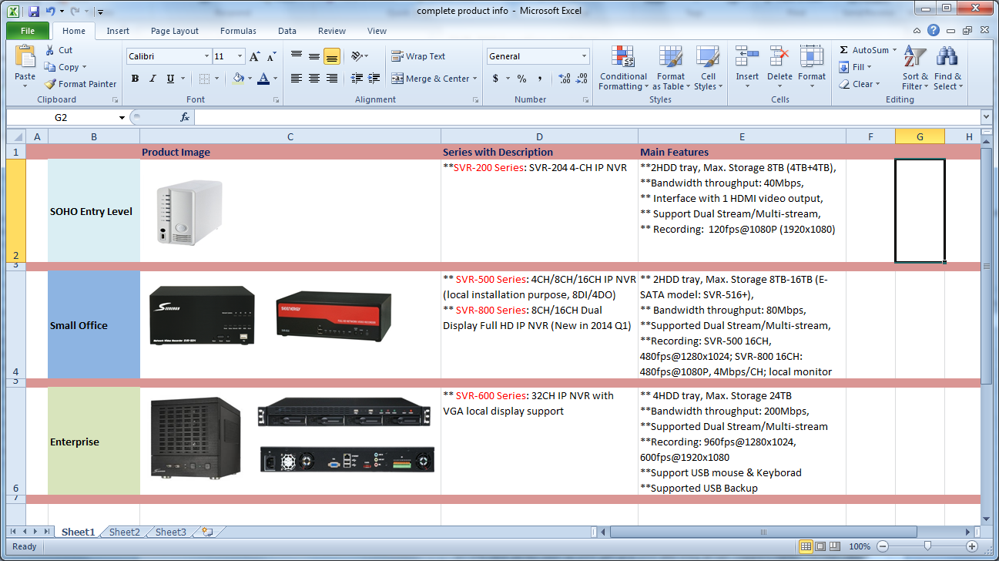 complete product info - Microsoft Excel
File Home Insert Page Layout Formulas Data Review View
Paste
Cut
Copy
Format Painter
Clipboard
Calibri 11
B I U
Font
Wrap Text
Merge & Center
Alignment
General
$ % ,
Number
Conditional Formatting
Format as Table
Cell Styles
Styles
Insert Delete Format
Cells
AutoSum
Fill
Clear
Sort & Filter
Find & Select
Editing
G2 fx
A B C D E F G H
1 Product Image Series with Description Main Features
2
SOHO Entry Level
**SVR-200 Series: SVR-204 4-CH IP NVR
**2HDD tray, Max. Storage 8TB (4TB+4TB),
**Bandwidth throughput: 40Mbps,
** Interface with 1 HDMI video output,
** Support Dual Stream/Multi-stream,
** Recording:  120fps@1080P (1920x1080)
3
4
Small Office
SEENERGY
Network Video Recorder
SEENERGY
** SVR-500 Series: 4CH/8CH/16CH IP NVR
(local installation purpose, 8DI/4DO)
** SVR-800 Series: 8CH/16CH Dual
Display Full HD IP NVR (New in 2014 Q1)
** 2HDD tray, Max. Storage 8TB-16TB (E-
SATA model: SVR-516+),
** Bandwidth throughput: 80Mbps,
**Supported Dual Stream/Multi-stream,
**Recording: SVR-500 16CH,
480fps@1280x1024; SVR-800 16CH:
480fps@1080P, 4Mbps/CH; local monitor
5
6
Enterprise
** SVR-600 Series: 32CH IP NVR with
VGA local display support
** 4HDD tray, Max. Storage 24TB
**Bandwidth throughput: 200Mbps,
**Supported Dual Stream/Multi-stream
**Recording: 960fps@1280x1024,
600fps@1920x1080
**Support USB mouse & Keyborad
**Supported USB Backup
7
Sheet1 Sheet2 Sheet3
Ready 100%